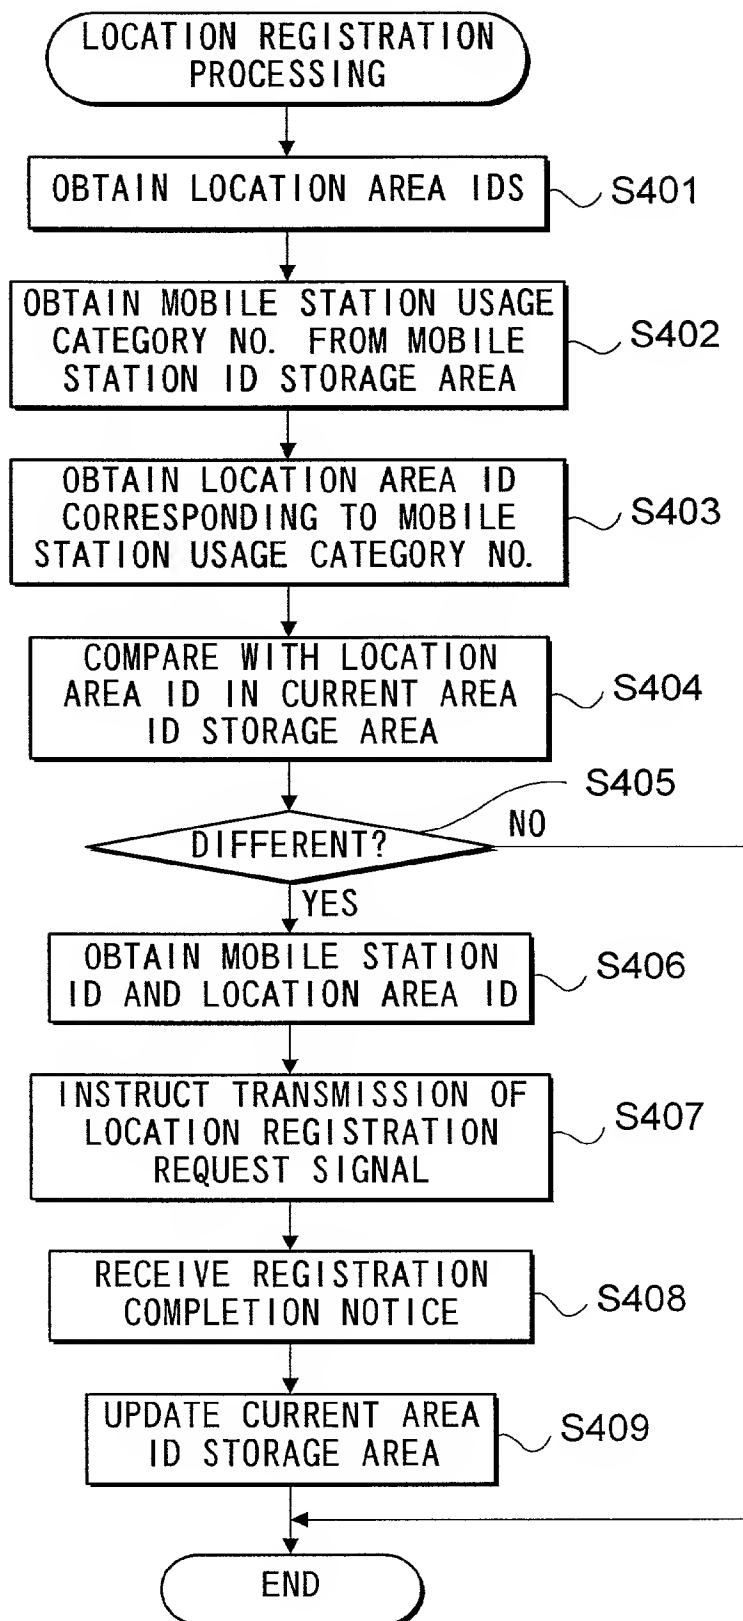 LOCATION REGISTRATION
PROCESSING
OBTAIN LOCATION AREA IDS
S401
OBTAIN MOBILE STATION USAGE
CATEGORY NO. FROM MOBILE
STATION ID STORAGE AREA
S402
OBTAIN LOCATION AREA ID
CORRESPONDING TO MOBILE
STATION USAGE CATEGORY NO.
S403
COMPARE WITH LOCATION
AREA ID IN CURRENT AREA
ID STORAGE AREA
S404
S405
DIFFERENT?
NO
YES
OBTAIN MOBILE STATION
ID AND LOCATION AREA ID
S406
INSTRUCT TRANSMISSION OF
LOCATION REGISTRATION
REQUEST SIGNAL
S407
RECEIVE REGISTRATION
COMPLETION NOTICE
S408
UPDATE CURRENT AREA
ID STORAGE AREA
S409
END